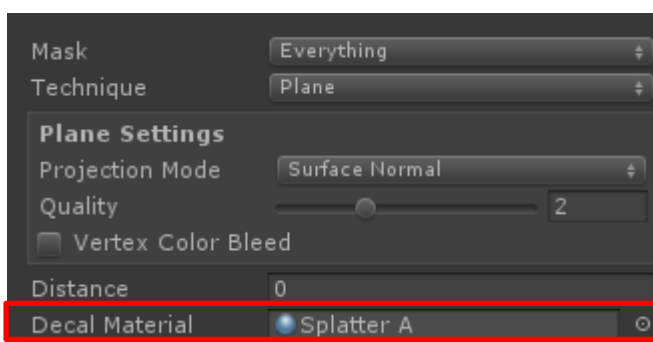 Mask Everything
Technique Plane
Plane Settings
Projection Mode Surface Normal
Quality 2
Vertex Color Bleed
Distance 0
Decal Material Splatter A